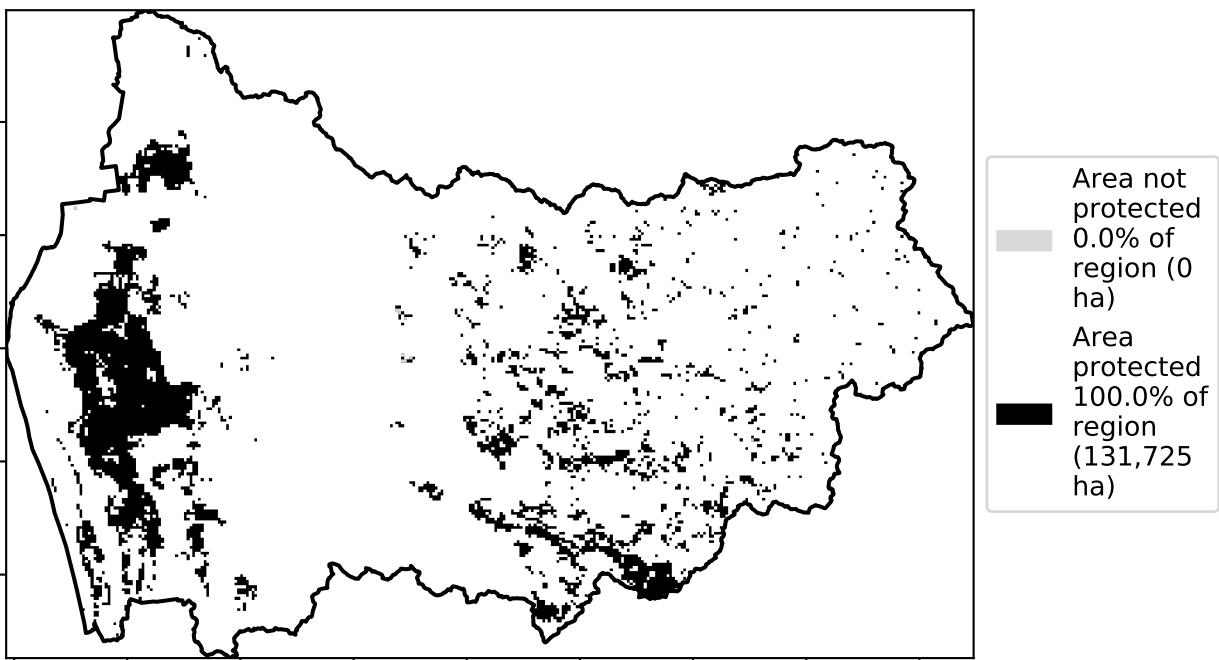 Area not
protected
0.0% of
region (0
ha)
Area
protected
100.0% of
region
(131,725
ha)